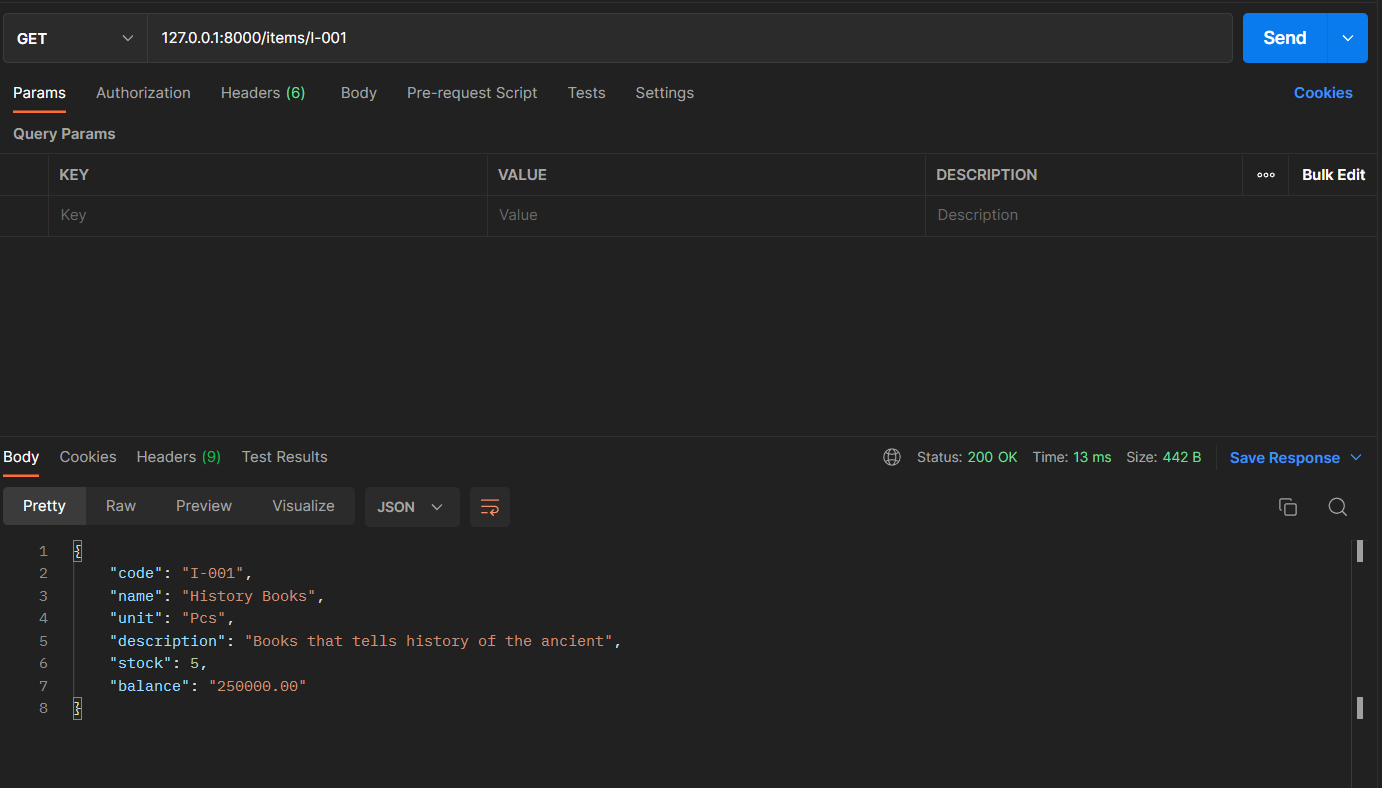 GET 127.0.0.1:8000/items/I-001 Send
Params Authorization Headers (6) Body Pre-request Script Tests Settings Cookies
Query Params
KEY VALUE DESCRIPTION Bulk Edit
Key Value Description
Body Cookies Headers (9) Test Results Status: 200 OK Time: 13 ms Size: 442 B Save Response
Pretty Raw Preview Visualize JSON
1 {
2 "code": "I-001",
3 "name": "History Books",
4 "unit": "Pcs",
5 "description": "Books that tells history of the ancient",
6 "stock": 5,
7 "balance": "250000.00"
8 }